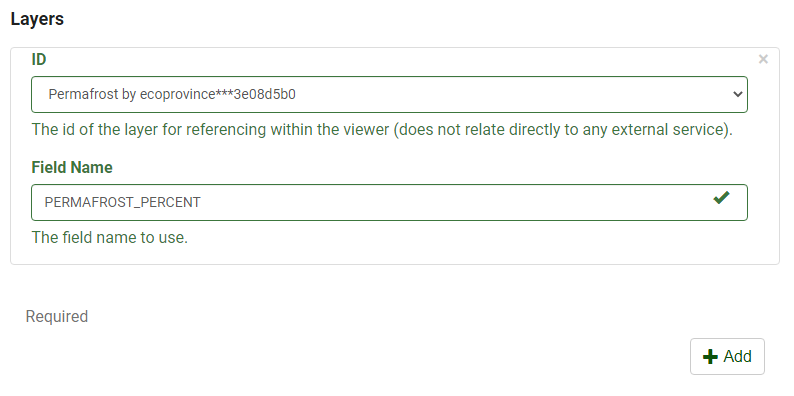 Layers
ID
Permafrost by ecoprovince***3e08d5b0
The id of the layer for referencing within the viewer (does not relate directly to any external service).
Field Name
PERMAFROST_PERCENT
The field name to use.
Required
Add